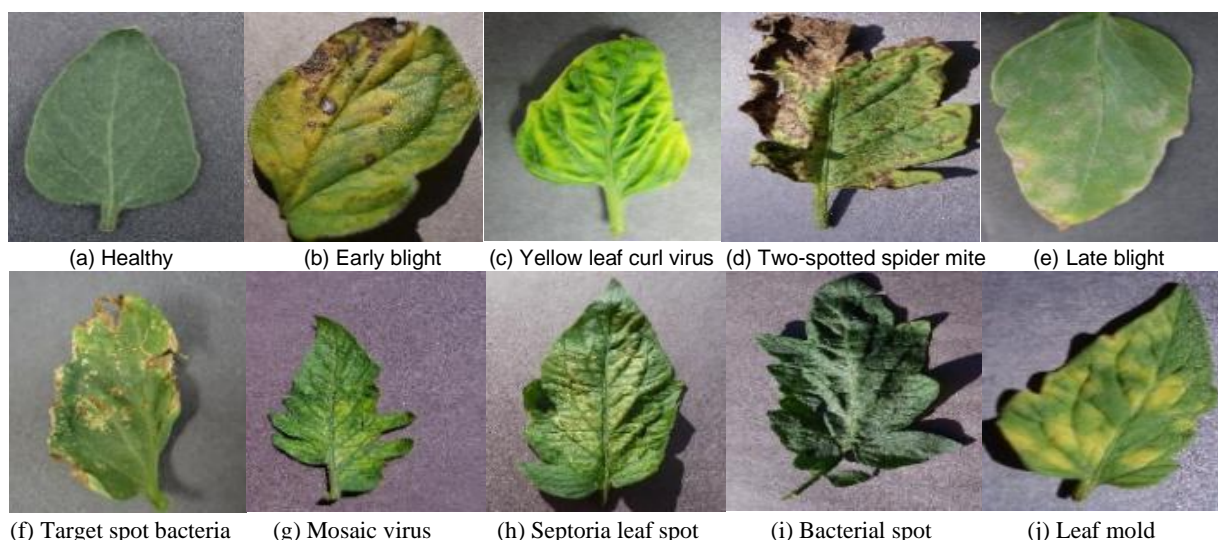 (a) Healthy (b) Early blight (c) Yellow leaf curl virus (d) Two-spotted spider mite (e) Late blight
(f) Target spot bacteria (g) Mosaic virus (h) Septoria leaf spot (i) Bacterial spot (j) Leaf mold